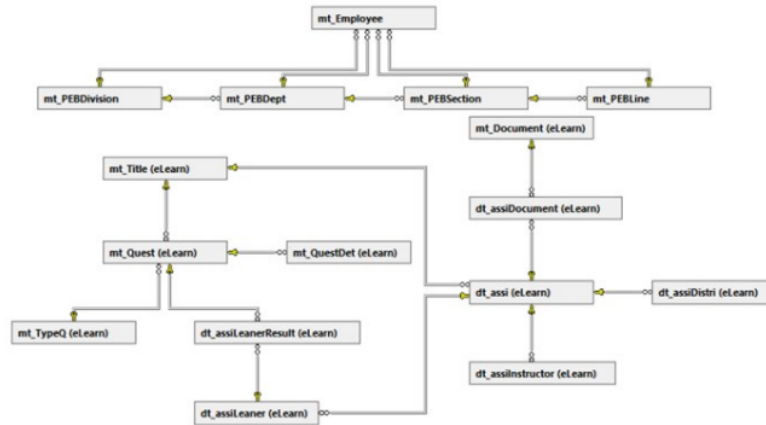 mt_Employee
mt_PEBDivision
mt_PEBDept
mt_PEBSection
mt_PEBLine
mt_Document (eLearn)
mt_Title (eLearn)
dt_assiDocument (eLearn)
mt_Quest (eLearn)
mt_QuestDet (eLearn)
dt_assi (eLearn)
dt_assiDistri (eLearn)
mt_TypeQ (eLearn)
dt_assiLeanerResult (eLearn)
dt_assiInstructor (eLearn)
dt_assiLeaner (eLearn)